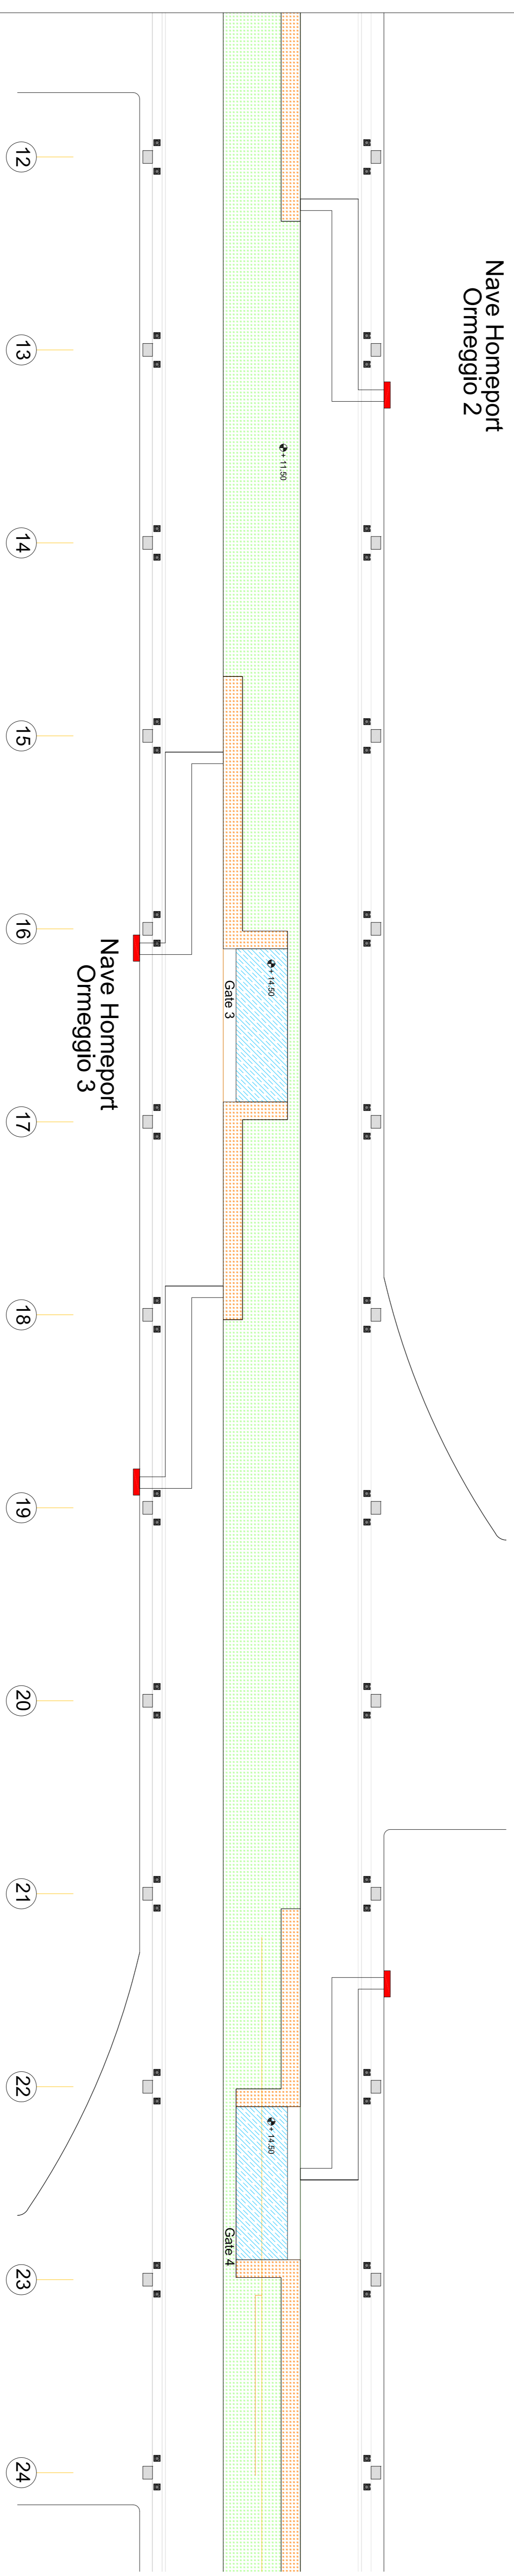 Nave Homeport
Ormeggio 2
12
13
14
15
16
17
18
19
20
21
22
23
24
+ 11.50
+ 14.50
Gate 3
Nave Homeport
Ormeggio 3
+ 14.50
Gate 4